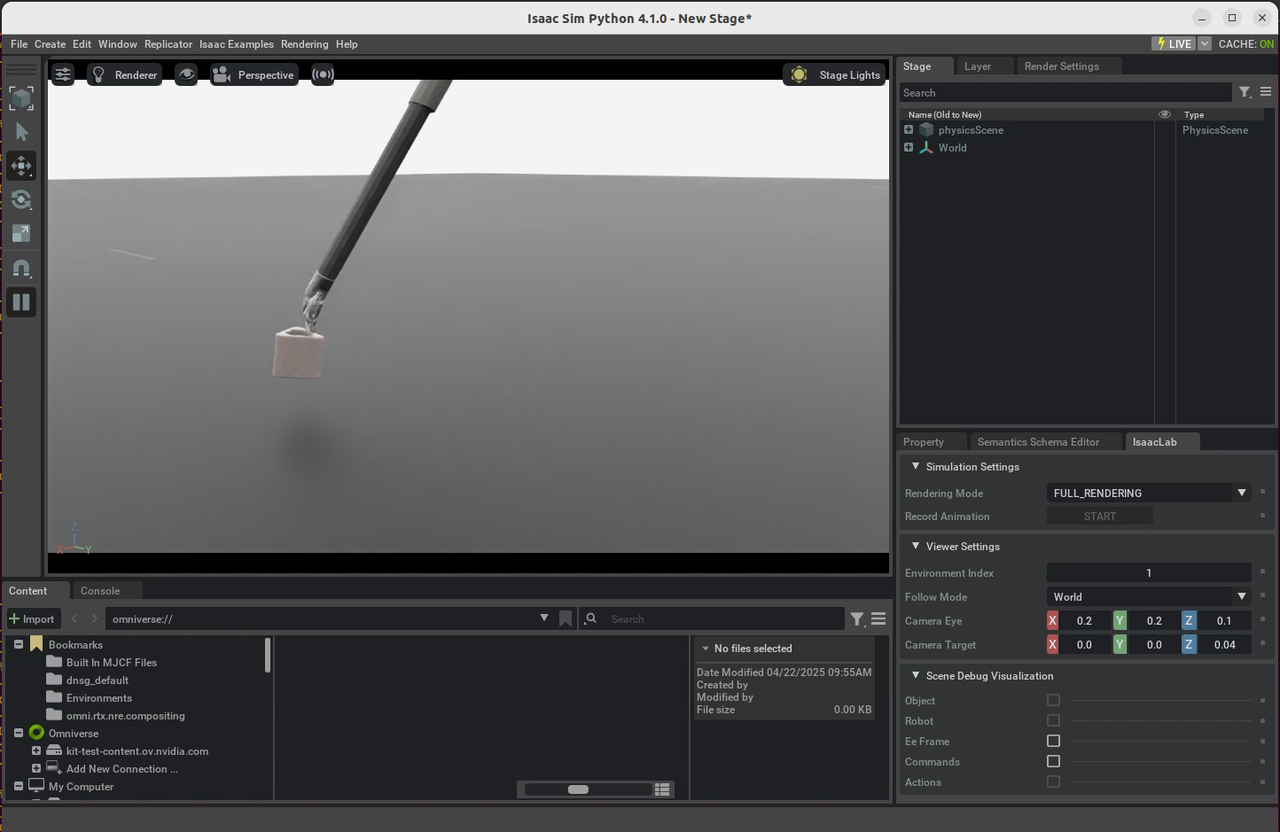 Isaac Sim Python 4.1.0 - New Stage*
File Create Edit Window Replicator Isaac Examples Rendering Help
LIVE CACHE: ON
Renderer Perspective Stage Lights
Stage Layer Render Settings
Search
Name (Old to New) Type
physicsScene PhysicsScene
World
Z
X Y
Property Semantics Schema Editor IsaacLab
Simulation Settings
Rendering Mode FULL_RENDERING
Record Animation START
Viewer Settings
Environment Index 1
Follow Mode World
Camera Eye X 0.2 Y 0.2 Z 0.1
Camera Target X 0.0 Y 0.0 Z 0.04
Scene Debug Visualization
Object
Robot
Ee Frame
Commands
Actions
Content Console
Import omniverse:// Search
Bookmarks
Built In MJCF Files
dnsg_default
Environments
omni.rtx.nre.compositing
Omniverse
kit-test-content.ov.nvidia.com
Add New Connection ...
My Computer
No files selected
Date Modified 04/22/2025 09:55AM
Created by
Modified by
File size 0.00 KB